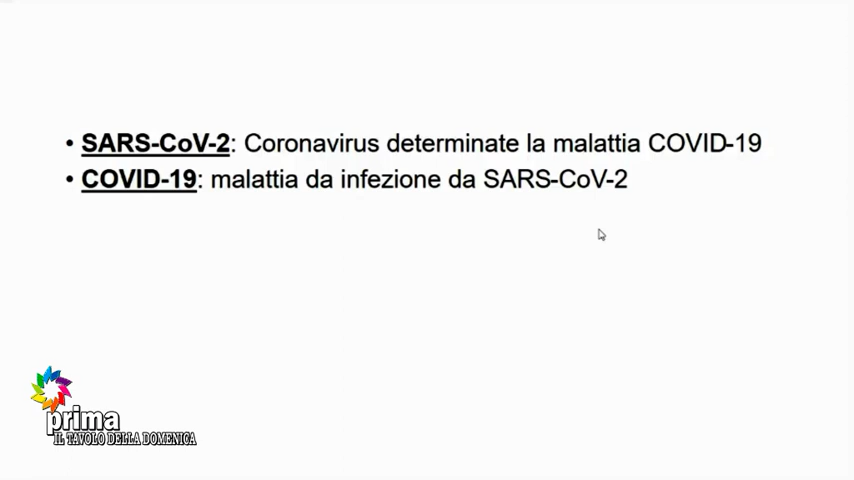 • SARS-CoV-2: Coronavirus determinate la malattia COVID-19
• COVID-19: malattia da infezione da SARS-CoV-2
prima
IL TAVOLO DELLA DOMENICA